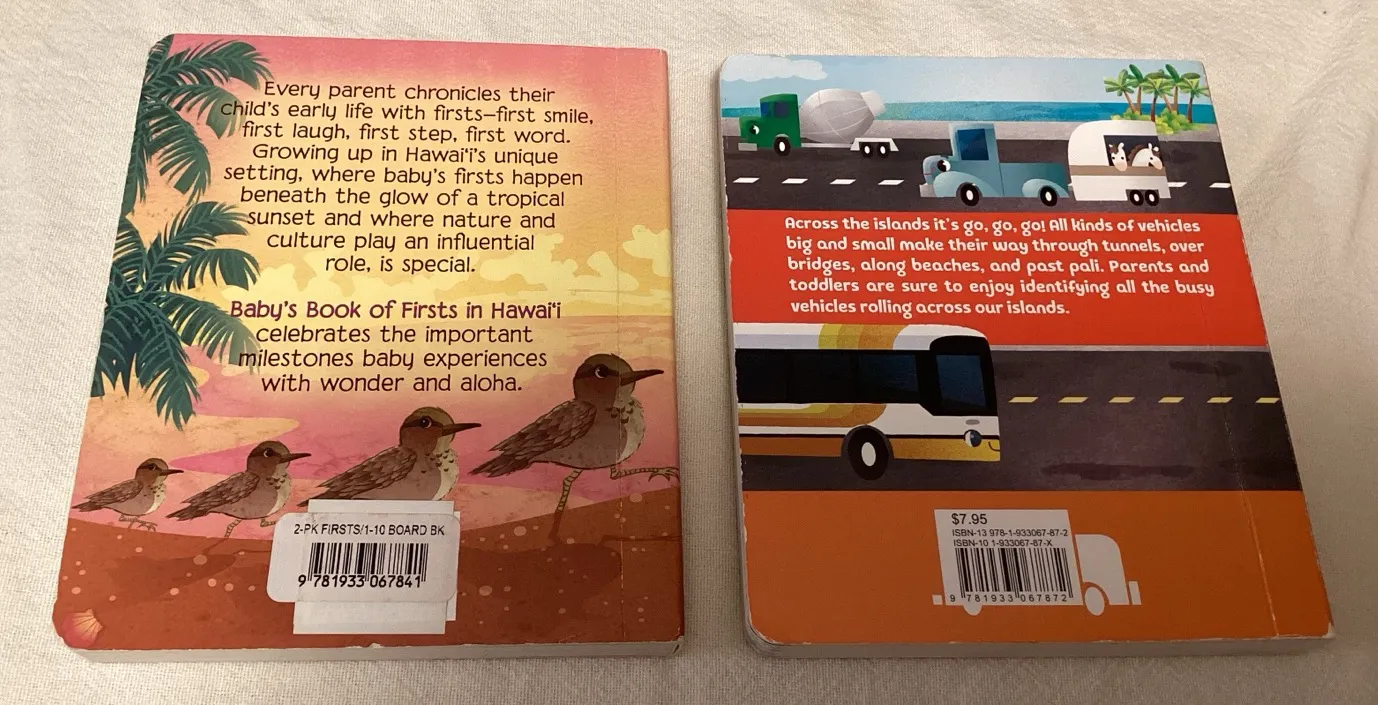 Every parent chronicles their
child's early life with firsts–first smile,
first laugh, first step, first word.
Growing up in Hawai‘i's unique
setting, where baby's firsts happen
beneath the glow of a tropical
sunset and where nature and
culture play an influential
role, is special.
Baby's Book of Firsts in Hawai‘i
celebrates the important
milestones baby experiences
with wonder and aloha.
2-PK FIRSTS/1-10 BOARD BK
9 781933 067841
Across the islands it's go, go, go! All kinds of vehicles
big and small make their way through tunnels, over
bridges, along beaches, and past pali. Parents and
toddlers are sure to enjoy identifying all the busy
vehicles rolling across our islands.
$7.95
ISBN-13 978-1-933067-87-2
ISBN-10 1-933067-87-X
9 781933 067872